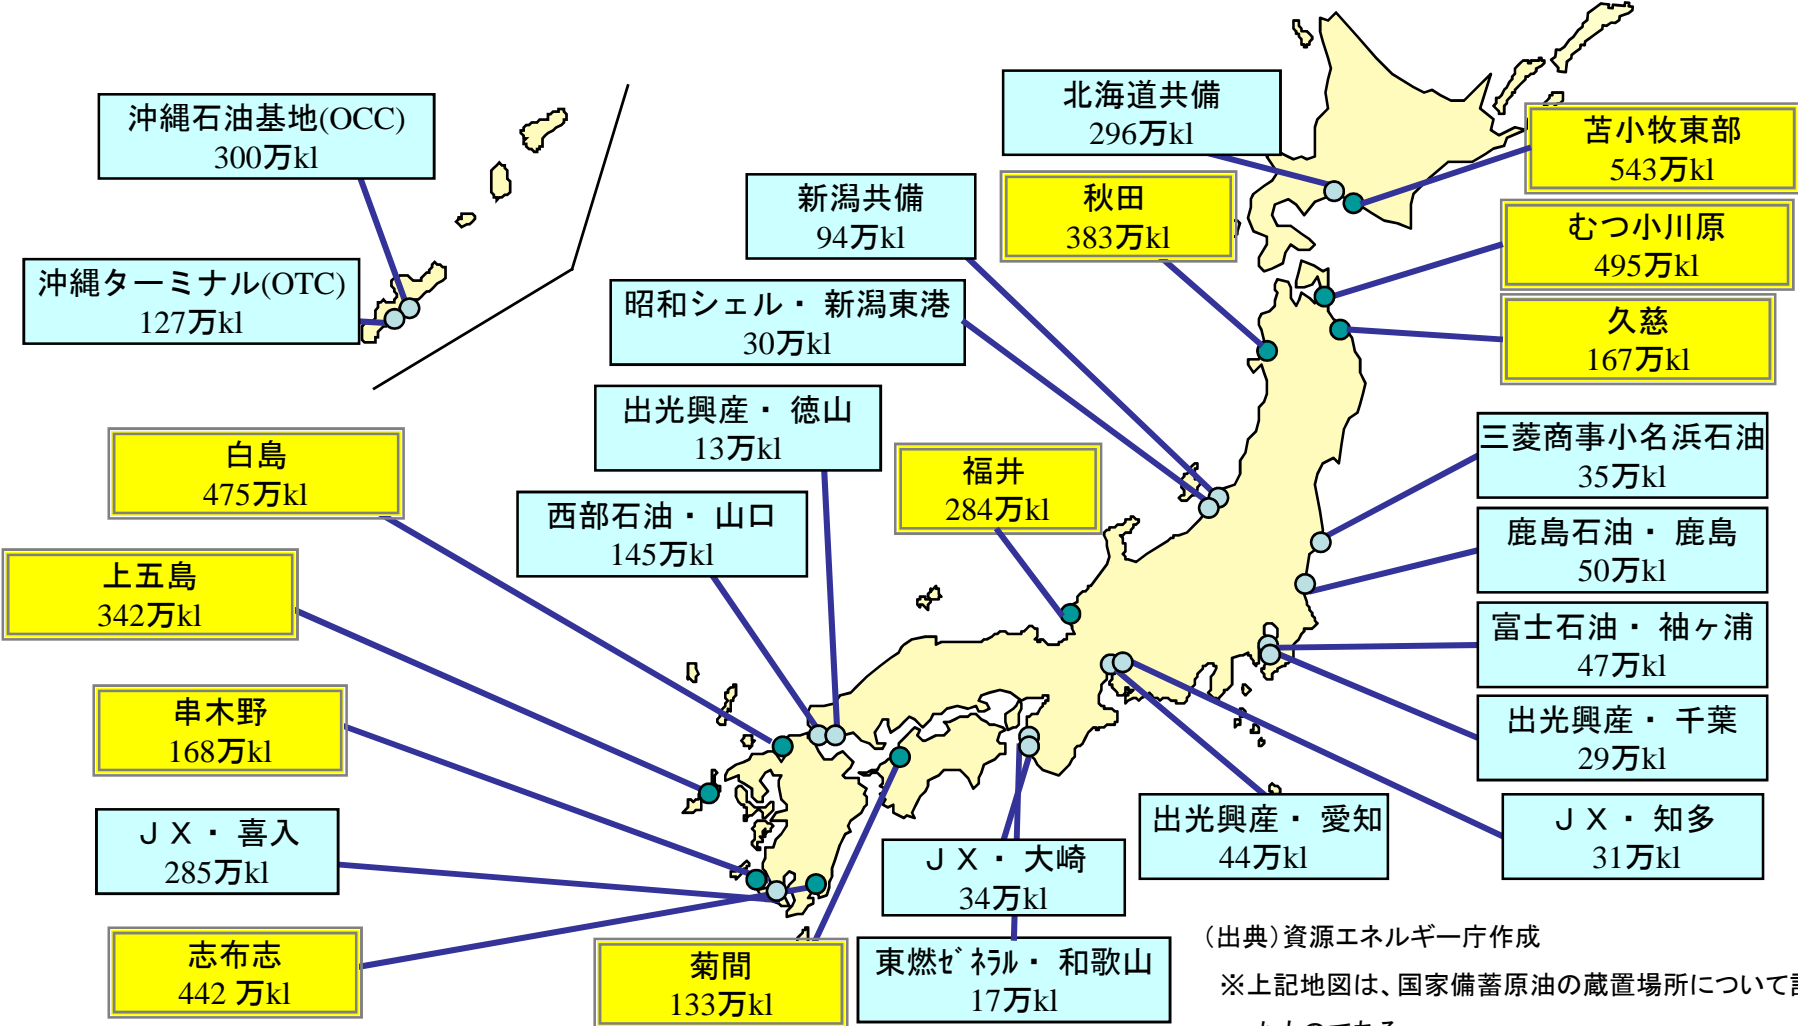 沖縄石油基地(OCC)
300万kl
沖縄ターミナル(OTC)
127万kl
北海道共備
296万kl
苫小牧東部
543万kl
新潟共備
94万kl
秋田
383万kl
むつ小川原
495万kl
昭和シェル・ 新潟東港
30万kl
久慈
167万kl
出光興産・ 徳山
13万kl
白島
475万kl
福井
284万kl
三菱商事小名浜石油
35万kl
西部石油・ 山口
145万kl
鹿島石油・ 鹿島
50万kl
上五島
342万kl
富士石油・ 袖ヶ浦
47万kl
串木野
168万kl
出光興産・ 千葉
29万kl
ＪＸ・ 喜入
285万kl
出光興産・ 愛知
44万kl
ＪＸ・ 知多
31万kl
ＪＸ・ 大崎
34万kl
志布志
442 万kl
菊間
133万kl
東燃ｾﾞﾈﾗﾙ・ 和歌山
17万kl
（出典）資源エネルギー庁作成
※上記地図は、国家備蓄原油の蔵置場所について